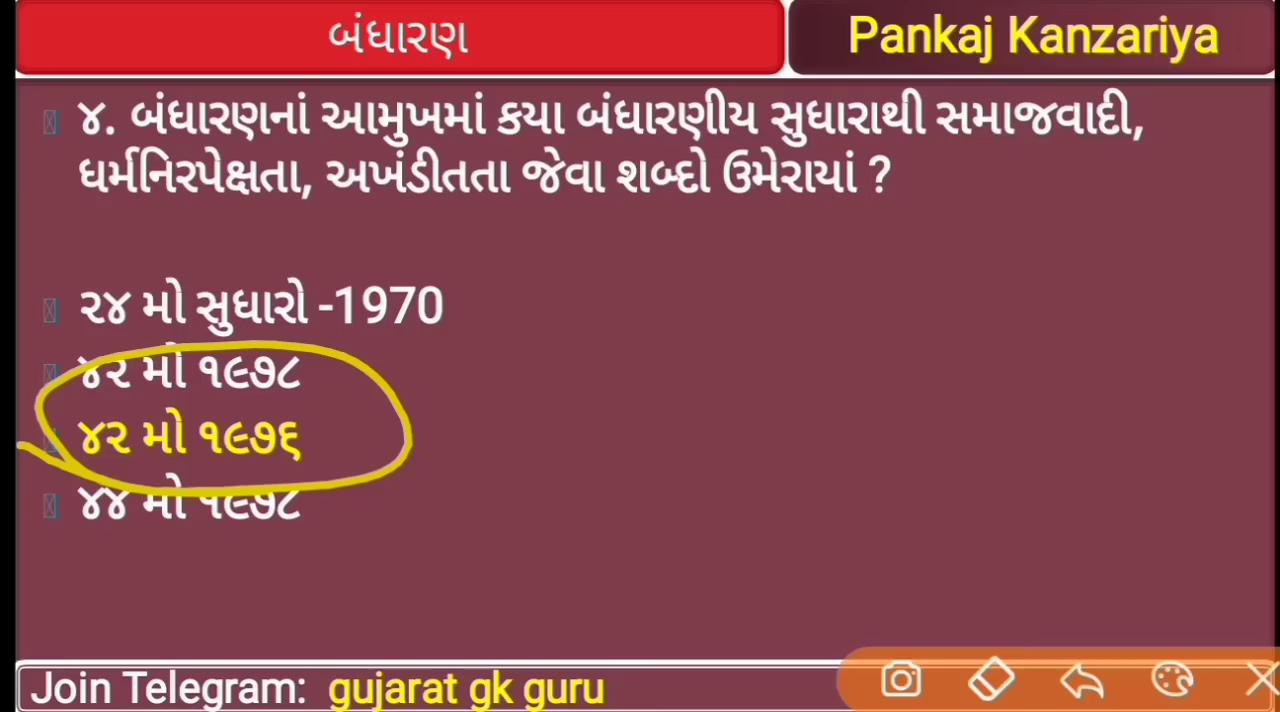 બંધારણ
Pankaj Kanzariya
૪. બંધારણનાં આમુખમાં કયા બંધારણીય સુધારાથી સમાજવાદી,
ધર્મનિરપેક્ષતા, અખંડીતતા જેવા શબ્દો ઉમેરાયાં ?
૨૪ મો સુધારો -1970
૪૨ મો ૧૯૭૮
૪૨ મો ૧૯૭૬
૪૪ મો ૧૯૭૮
Join Telegram: gujarat gk guru